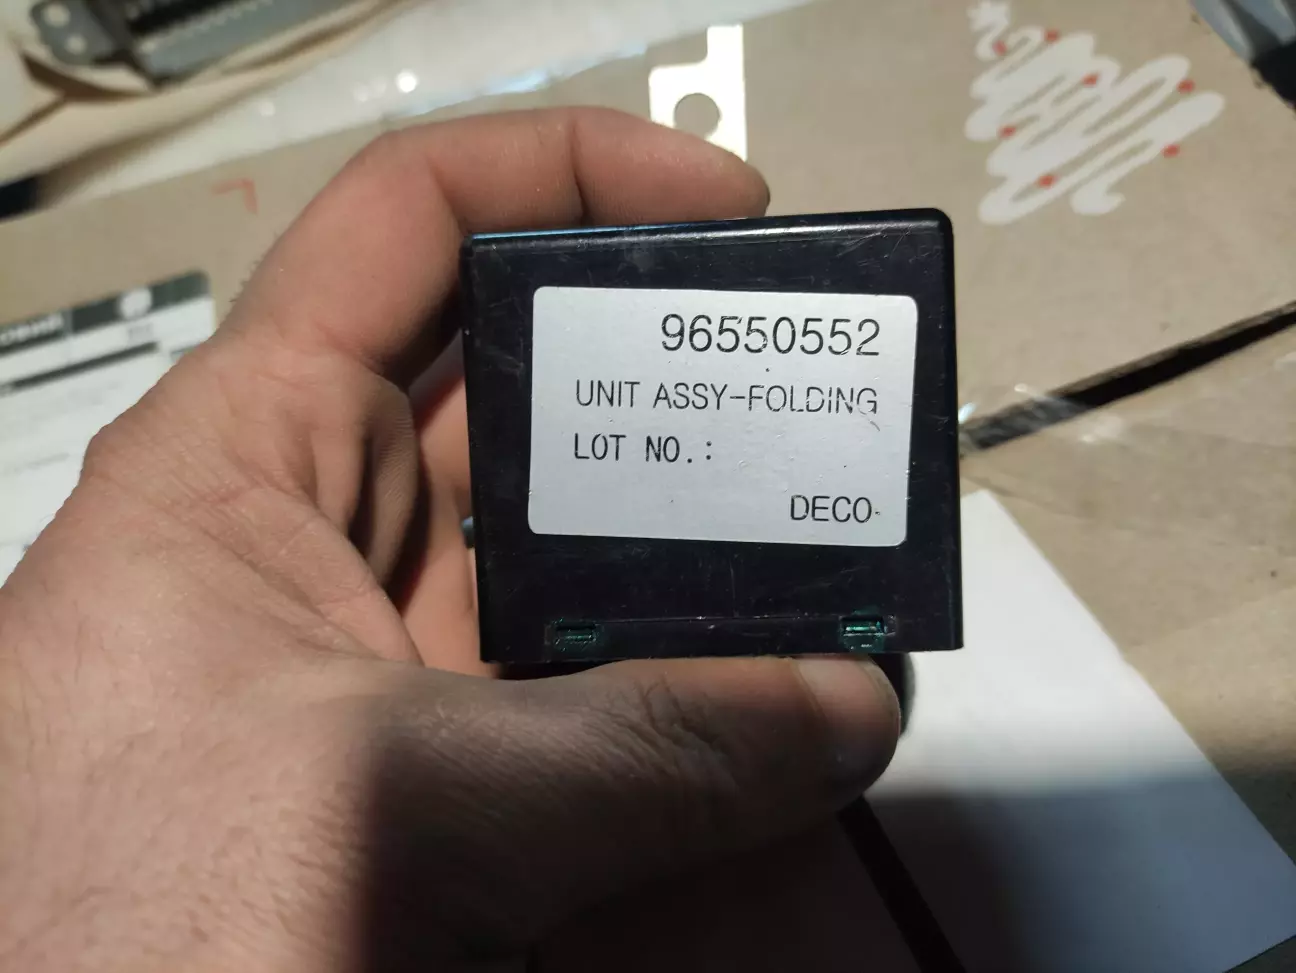 96550552
UNIT ASSY-FOLDING
LOT NO.:
DECO